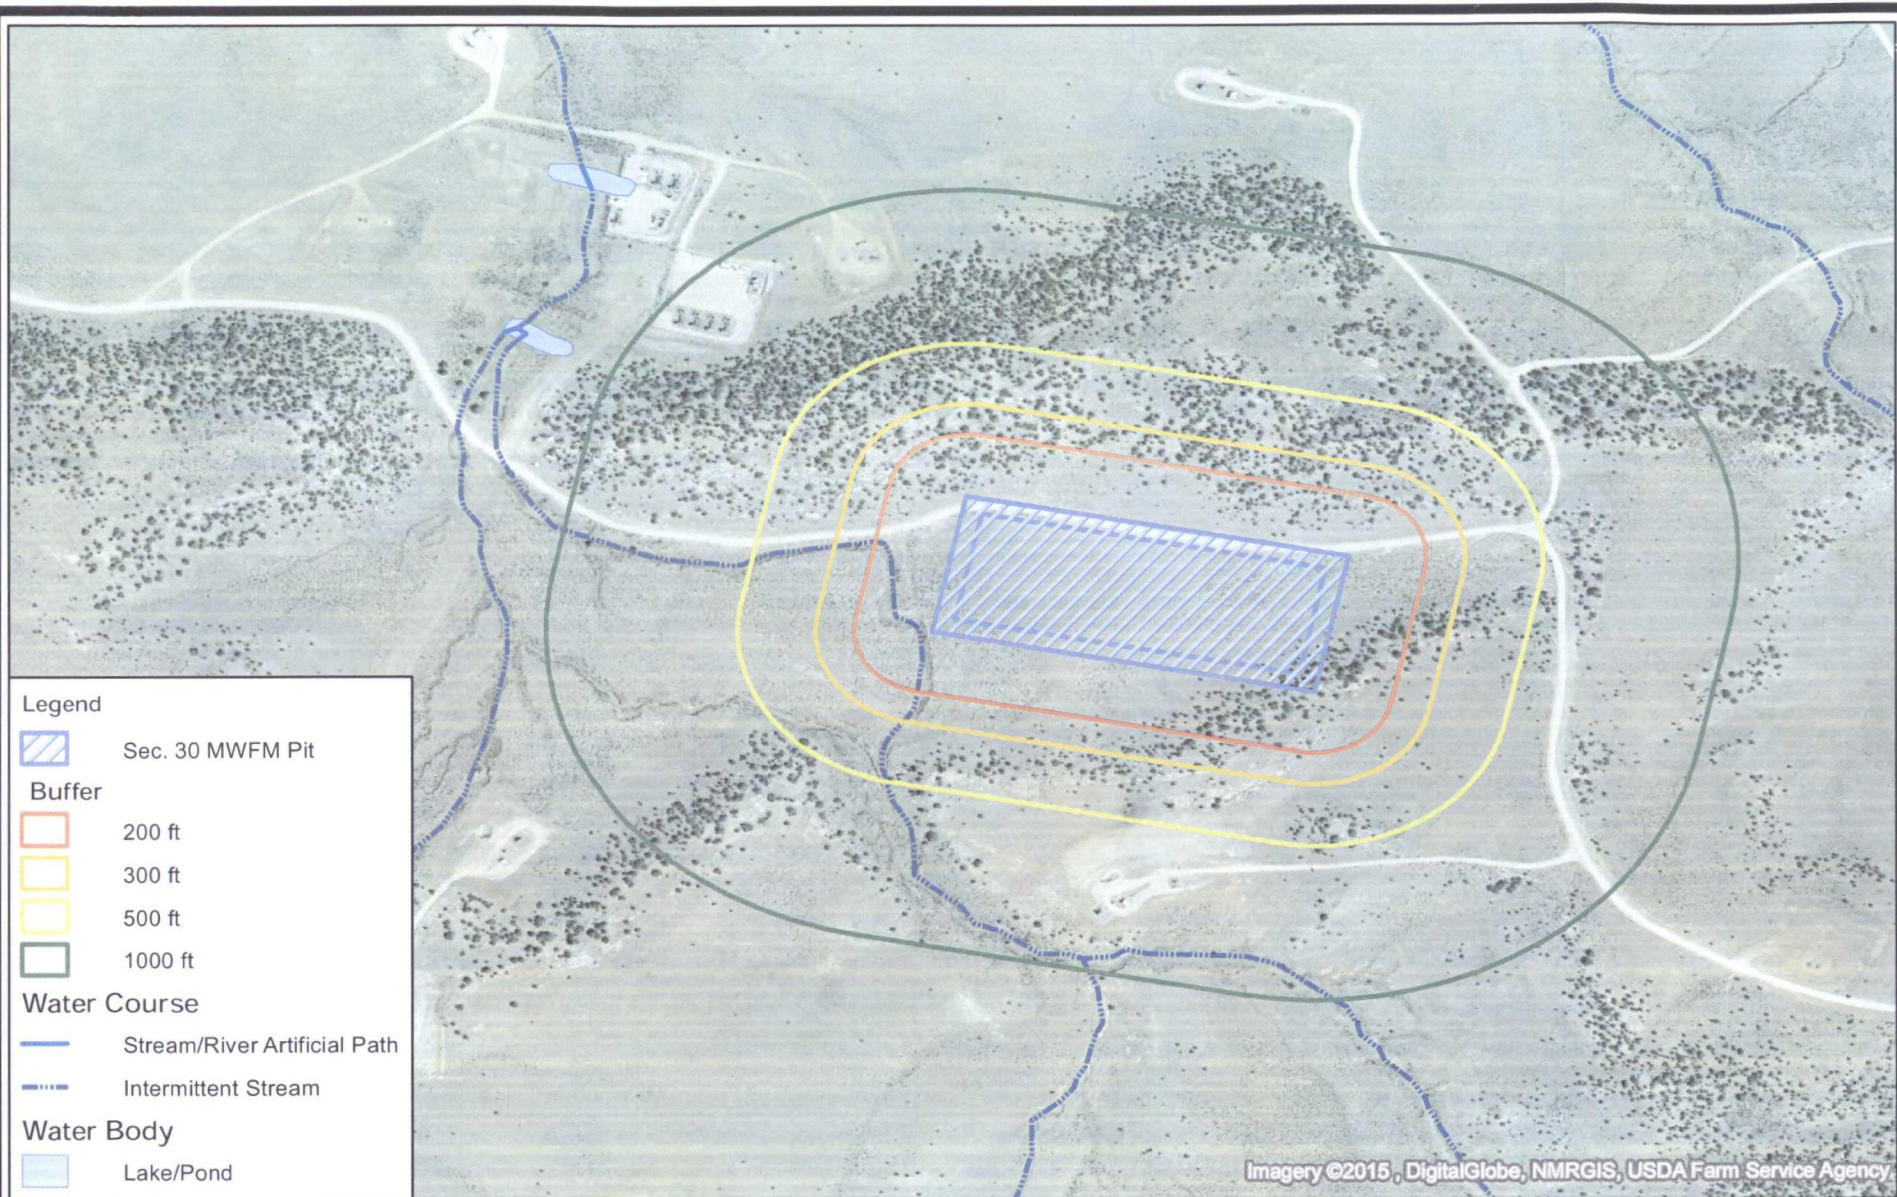 Legend
Sec. 30 MWFM Pit
Buffer
200 ft
300 ft
500 ft
1000 ft
Water Course
Stream/River Artificial Path
Intermittent Stream
Water Body
Lake/Pond
Imagery ©2015 , DigitalGlobe, NMRGIS, USDA Farm Service Agency